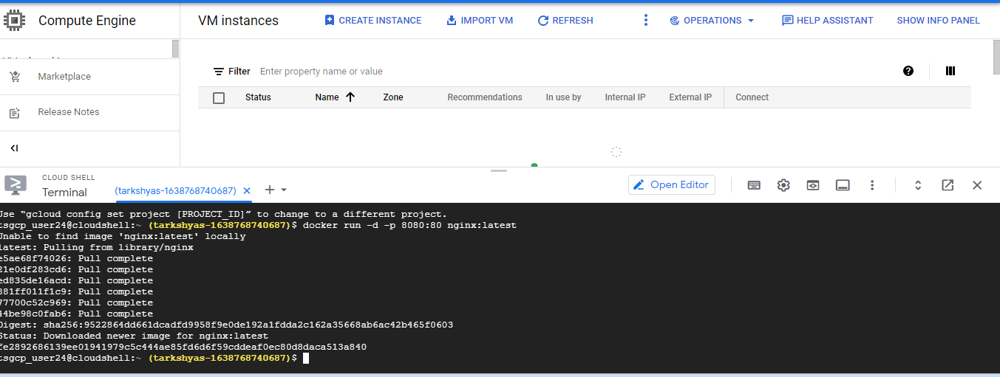 Compute Engine
VM instances
CREATE INSTANCE
IMPORT VM
REFRESH
OPERATIONS
HELP ASSISTANT
SHOW INFO PANEL
Marketplace
Release Notes
Filter Enter property name or value
Status Name Zone Recommendations In use by Internal IP External IP Connect
CLOUD SHELL
Terminal
(tarkshyas-1638768740687)
Open Editor
Use “gcloud config set project [PROJECT_ID]” to change to a different project.
tsgcp_user24@cloudshell:~ (tarkshyas-1638768740687)$ docker run -d -p 8080:80 nginx:latest
Unable to find image 'nginx:latest' locally
latest: Pulling from library/nginx
e5ae68f74026: Pull complete
21e0df283cd6: Pull complete
ed835de16acd: Pull complete
881ff011f1c9: Pull complete
77700c52c969: Pull complete
44be98c0fab6: Pull complete
Digest: sha256:9522864dd661dcadfd9958f9e0de192a1fdda2c162a35668ab6ac42b465f0603
Status: Downloaded newer image for nginx:latest
fe2892686139ee01941979c5c444ae85fd6d6f59cddeaf0ec80d8daca513a840
tsgcp_user24@cloudshell:~ (tarkshyas-1638768740687)$